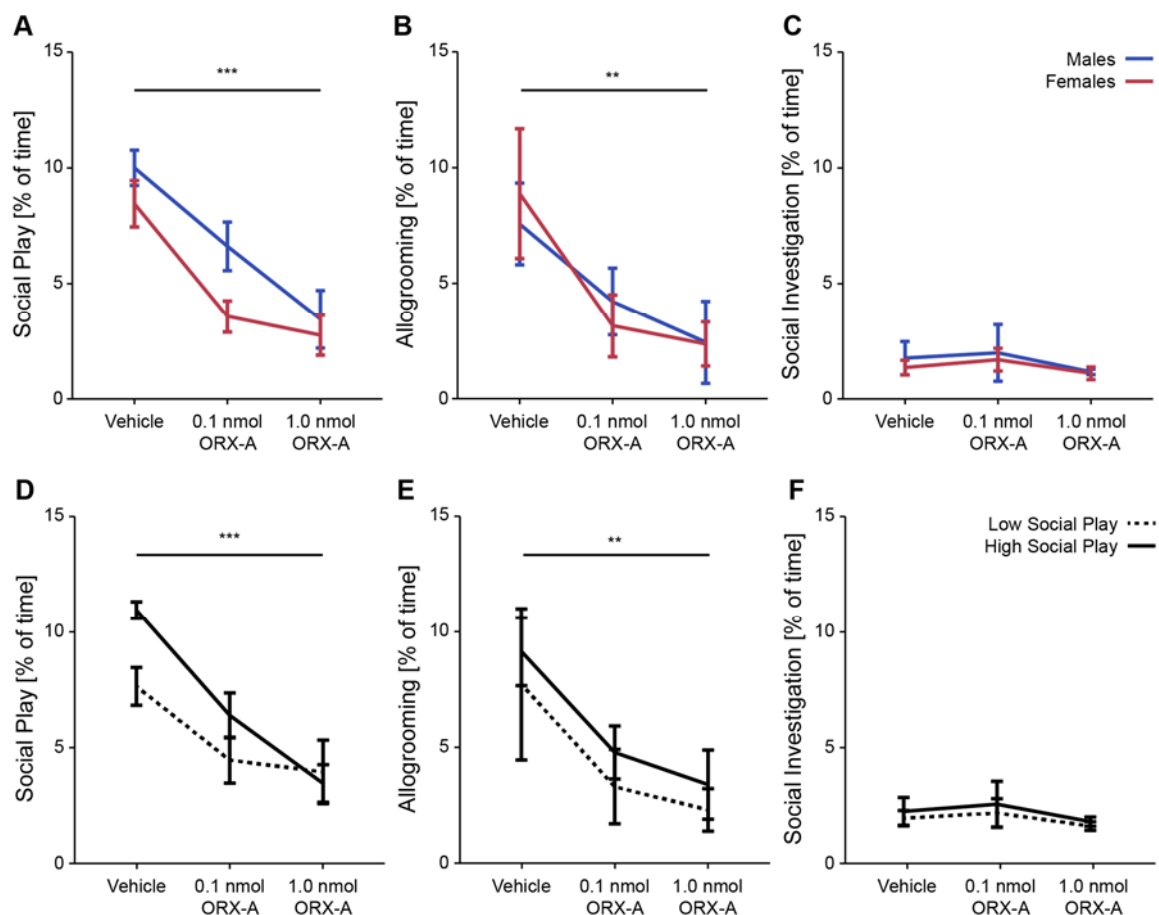 A
Social Play [% of time]
15
10
5
0
***
Vehicle
0.1 nmol
ORX-A
1.0 nmol
ORX-A
B
Allogrooming [% of time]
15
10
5
0
**
Vehicle
0.1 nmol
ORX-A
1.0 nmol
ORX-A
C
Social Investigation [% of time]
15
10
5
0
Males
Females
Vehicle
0.1 nmol
ORX-A
1.0 nmol
ORX-A
D
Social Play [% of time]
15
10
5
0
***
Vehicle
0.1 nmol
ORX-A
1.0 nmol
ORX-A
E
Allogrooming [% of time]
15
10
5
0
**
Vehicle
0.1 nmol
ORX-A
1.0 nmol
ORX-A
F
Social Investigation [% of time]
15
10
5
0
Low Social Play
High Social Play
Vehicle
0.1 nmol
ORX-A
1.0 nmol
ORX-A